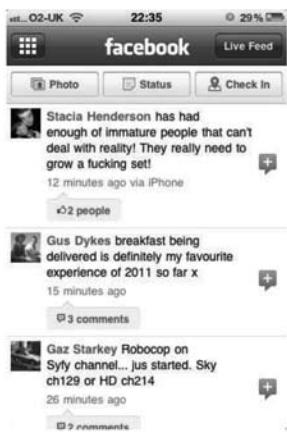 O2-UK 22:35 29%
facebook Live Feed
Photo Status Check In
Stacia Henderson has had
enough of immature people that can't
deal with reality! They really need to
grow a fucking set!
12 minutes ago via iPhone
2 people
Gus Dykes breakfast being
delivered is definitely my favourite
experience of 2011 so far x
15 minutes ago
3 comments
Gaz Starkey Robocop on
Syfy channel... jus started. Sky
ch129 or HD ch214
26 minutes ago
2 comments